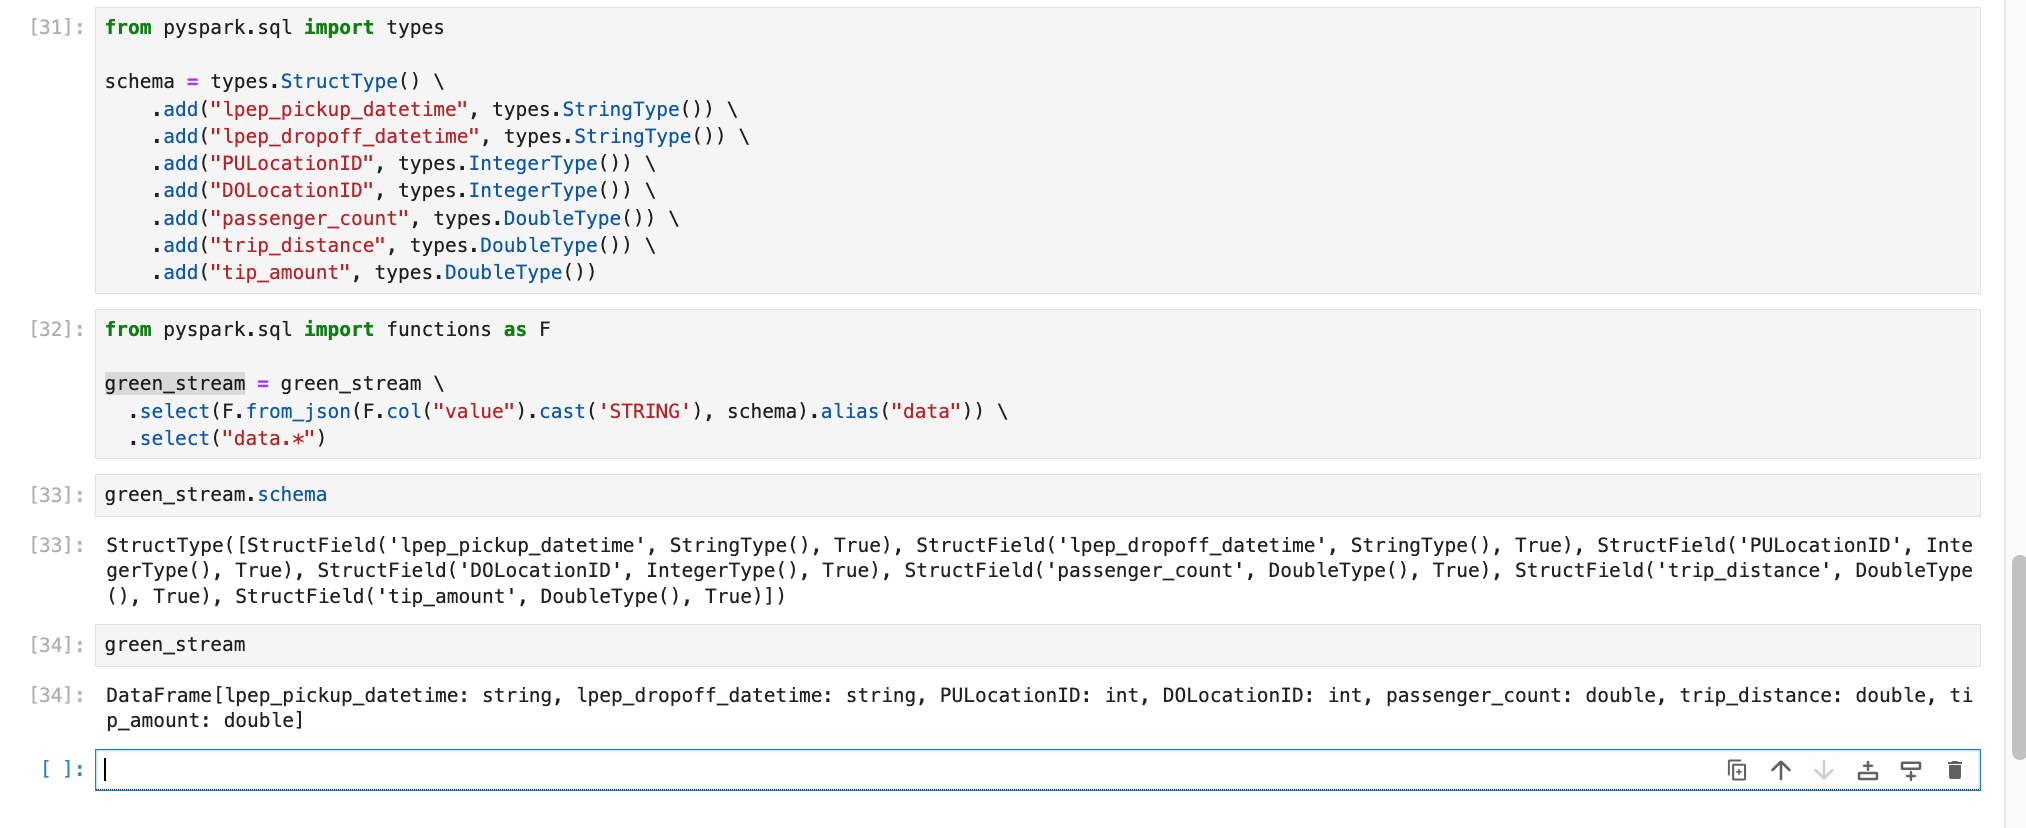 [31]: from pyspark.sql import types
schema = types.StructType() \
.add("lpep_pickup_datetime", types.StringType()) \
.add("lpep_dropoff_datetime", types.StringType()) \
.add("PULocationID", types.IntegerType()) \
.add("DOLocationID", types.IntegerType()) \
.add("passenger_count", types.DoubleType()) \
.add("trip_distance", types.DoubleType()) \
.add("tip_amount", types.DoubleType())
[32]: from pyspark.sql import functions as F
green_stream = green_stream \
.select(F.from_json(F.col("value").cast('STRING'), schema).alias("data")) \
.select("data.*")
[33]: green_stream.schema
[33]: StructType([StructField('lpep_pickup_datetime', StringType(), True), StructField('lpep_dropoff_datetime', StringType(), True), StructField('PULocationID', Inte
gerType(), True), StructField('DOLocationID', IntegerType(), True), StructField('passenger_count', DoubleType(), True), StructField('trip_distance', DoubleType
(), True), StructField('tip_amount', DoubleType(), True)])
[34]: green_stream
[34]: DataFrame[lpep_pickup_datetime: string, lpep_dropoff_datetime: string, PULocationID: int, DOLocationID: int, passenger_count: double, trip_distance: double, ti
p_amount: double]
[ ]: